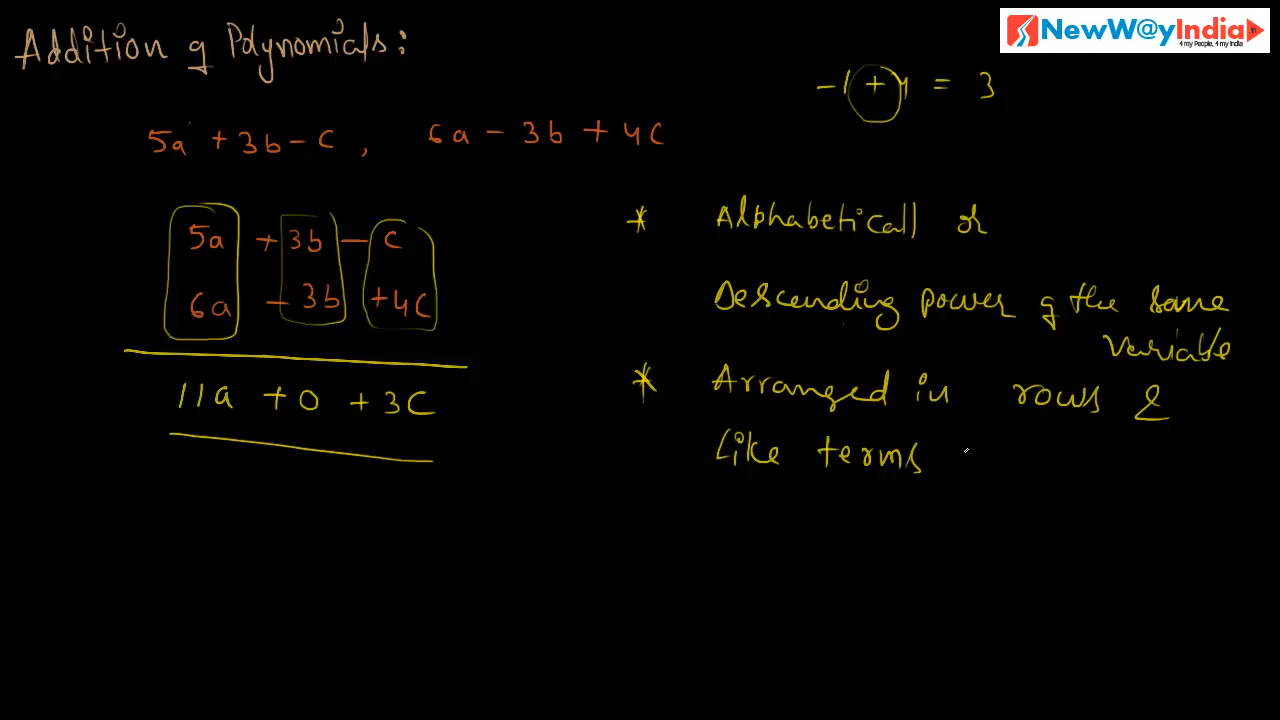 NewW@yIndia.in
4 my People, 4 my India
Addition of Polynomials:
-1 + 4 = 3
5a + 3b - c , 6a - 3b + 4c
5a + 3b - c
6a - 3b + 4c
11a + 0 + 3c
* Alphabetical) or
Descending power of the same
variable
* Arranged in rows &
Like terms